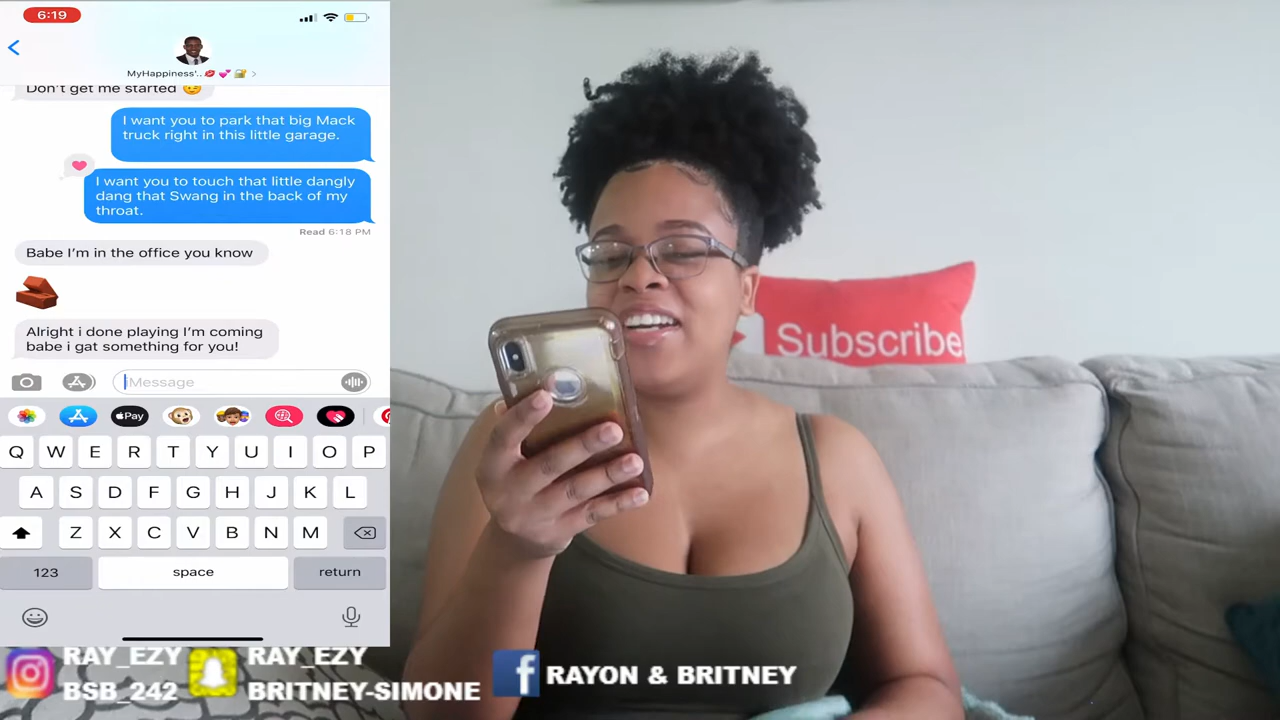 6:19
MyHappiness'..
Don't get me started
I want you to park that big Mack
truck right in this little garage.
I want you to touch that little dangly
dang that Swang in the back of my
throat.
Read 6:18 PM
Babe I'm in the office you know
Alright i done playing I'm coming
babe i gat something for you!
iMessage
Pay
Q W E R T Y U I O P
A S D F G H J K L
Z X C V B N M
123 space return
Subscribe
RAY_EZY
BSB_242
RAY_EZY
BRITNEY-SIMONE
f RAYON & BRITNEY